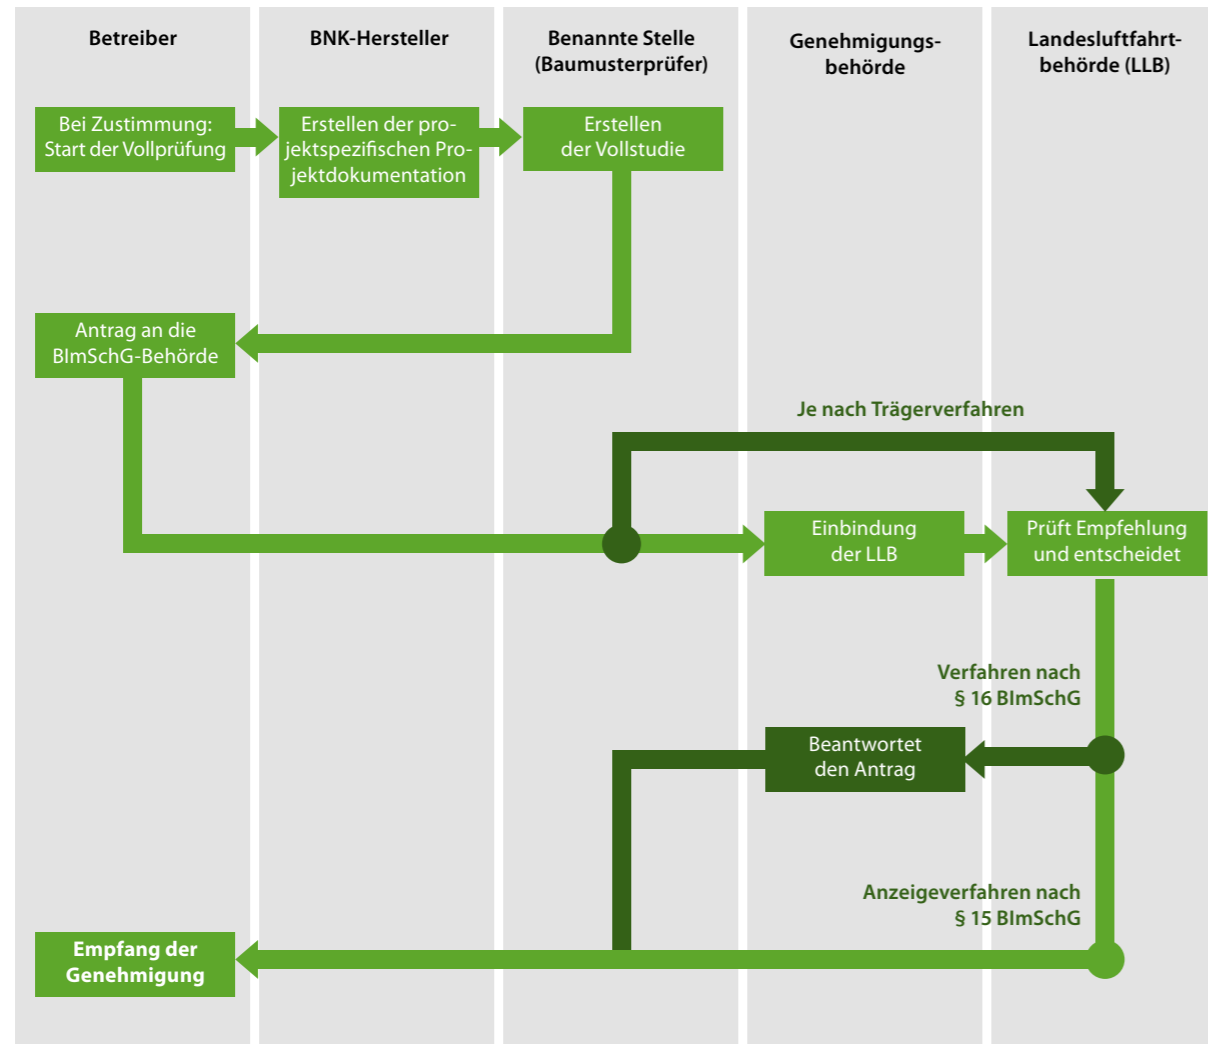 Betreiber
BNK-Hersteller
Benannte Stelle
(Baumusterprüfer)
Genehmigungs-
behörde
Landesluftfahrt-
behörde (LLB)
Bei Zustimmung:
Start der Vollprüfung
Erstellen der pro-
jektspezifischen Pro-
jektdokumentation
Erstellen
der Vollstudie
Antrag an die
BImSchG-Behörde
Je nach Trägerverfahren
Einbindung
der LLB
Prüft Empfehlung
und entscheidet
Verfahren nach
§ 16 BImSchG
Beantwortet
den Antrag
Anzeigeverfahren nach
§ 15 BImSchG
Empfang der
Genehmigung